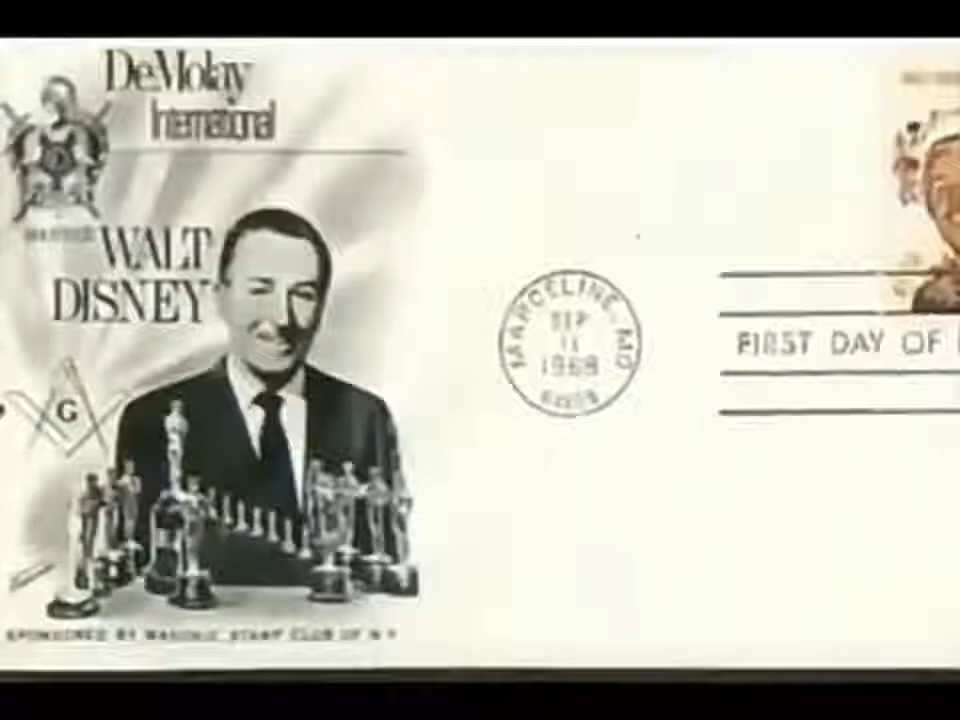 DeMolay
International
WALT
DISNEY
G
SPONSORED BY MASONIC STAMP CLUB OF N Y
MARCELINE, MO
SEP
11
1968
FIRST DAY OF